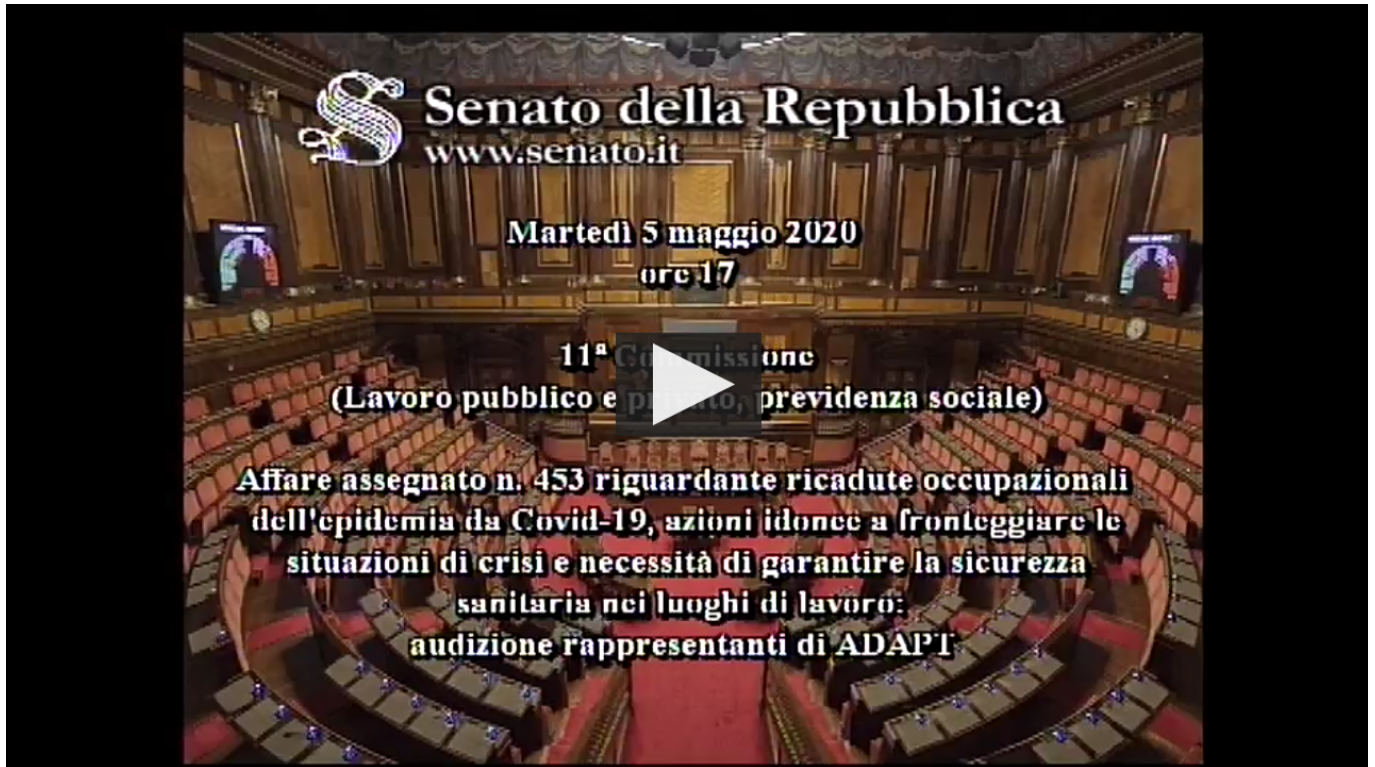 Senato della Repubblica
www.senato.it
Martedì 5 maggio 2020
ore 17
11ª Commissione
(Lavoro pubblico e privato, previdenza sociale)
Affare assegnato n. 453 riguardante ricadute occupazionali
dell'epidemia da Covid-19, azioni idonee a fronteggiare le
situazioni di crisi e necessità di garantire la sicurezza
sanitaria nei luoghi di lavoro:
audizione rappresentanti di ADAPT